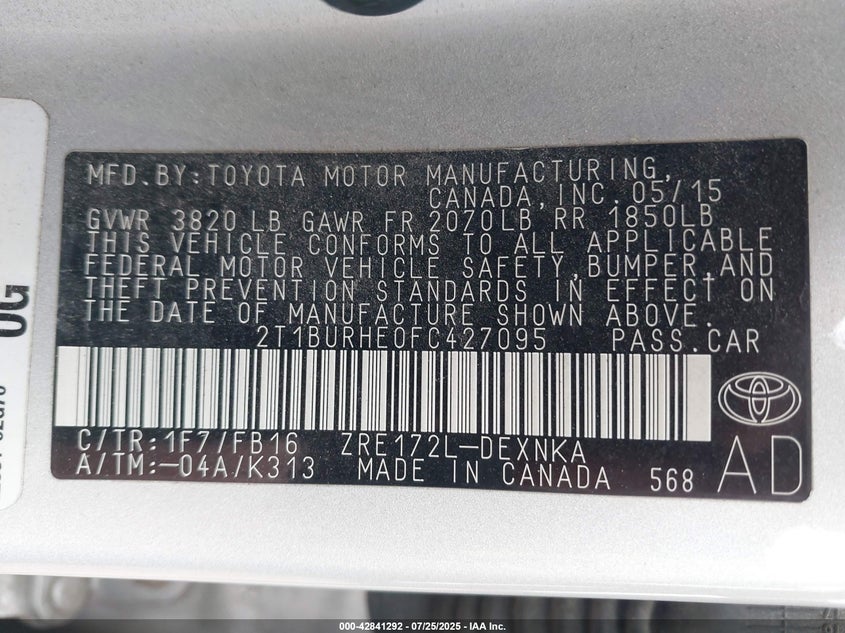 MFD.BY:TOYOTA MOTOR MANUFACTURING,
CANADA,INC.05/15
GVWR 3820 LB GAWR FR 2070LB RR 1850LB
THIS VEHICLE CONFORMS TO ALL APPLICABLE
FEDERAL MOTOR VEHICLE SAFETY,BUMPER,AND
THEFT PREVENTION STANDARDS IN EFFECT ON
THE DATE OF MANUFACTURE SHOWN ABOVE.
2T1BURHE0FC427095 PASS.CAR
C/TR:1F7/FB16 ZRE172L-DEXNKA
A/TM:-04A/K313 MADE IN CANADA 568 AD
000-42841292 - 07/25/2025 - IAA Inc.